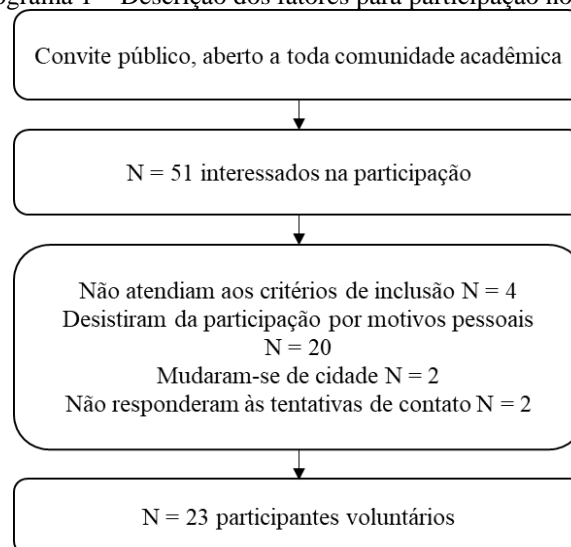 1 – Descrição dos fatores para participação no
Convite público, aberto a toda comunidade acadêmica
N = 51 interessados na participação
Não atendiam aos critérios de inclusão N = 4
Desistiram da participação por motivos pessoais
N = 20
Mudaram-se de cidade N = 2
Não responderam às tentativas de contato N = 2
N = 23 participantes voluntários